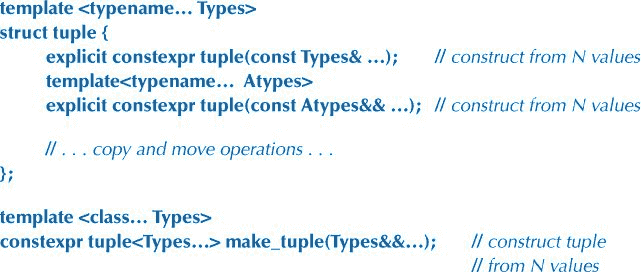 template <typename... Types>
struct tuple {
explicit constexpr tuple(const Types& ...); // construct from N values
template<typename... Atypes>
explicit constexpr tuple(const Atypes&& ...); // construct from N values
// . . . copy and move operations . . .
};
template <class... Types>
constexpr tuple<Types...> make_tuple(Types&&...); // construct tuple
// from N values